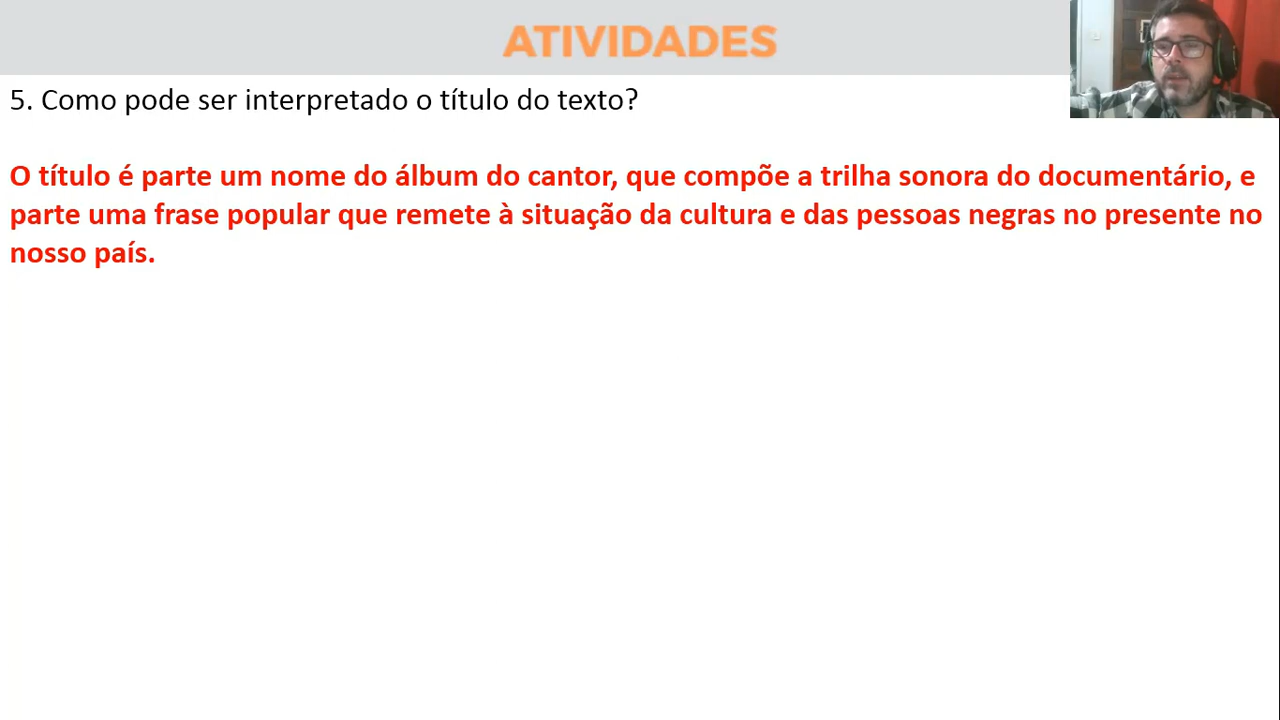 ATIVIDADES
5. Como pode ser interpretado o título do texto?
O título é parte um nome do álbum do cantor, que compõe a trilha sonora do documentário, e
parte uma frase popular que remete à situação da cultura e das pessoas negras no presente no
nosso país.